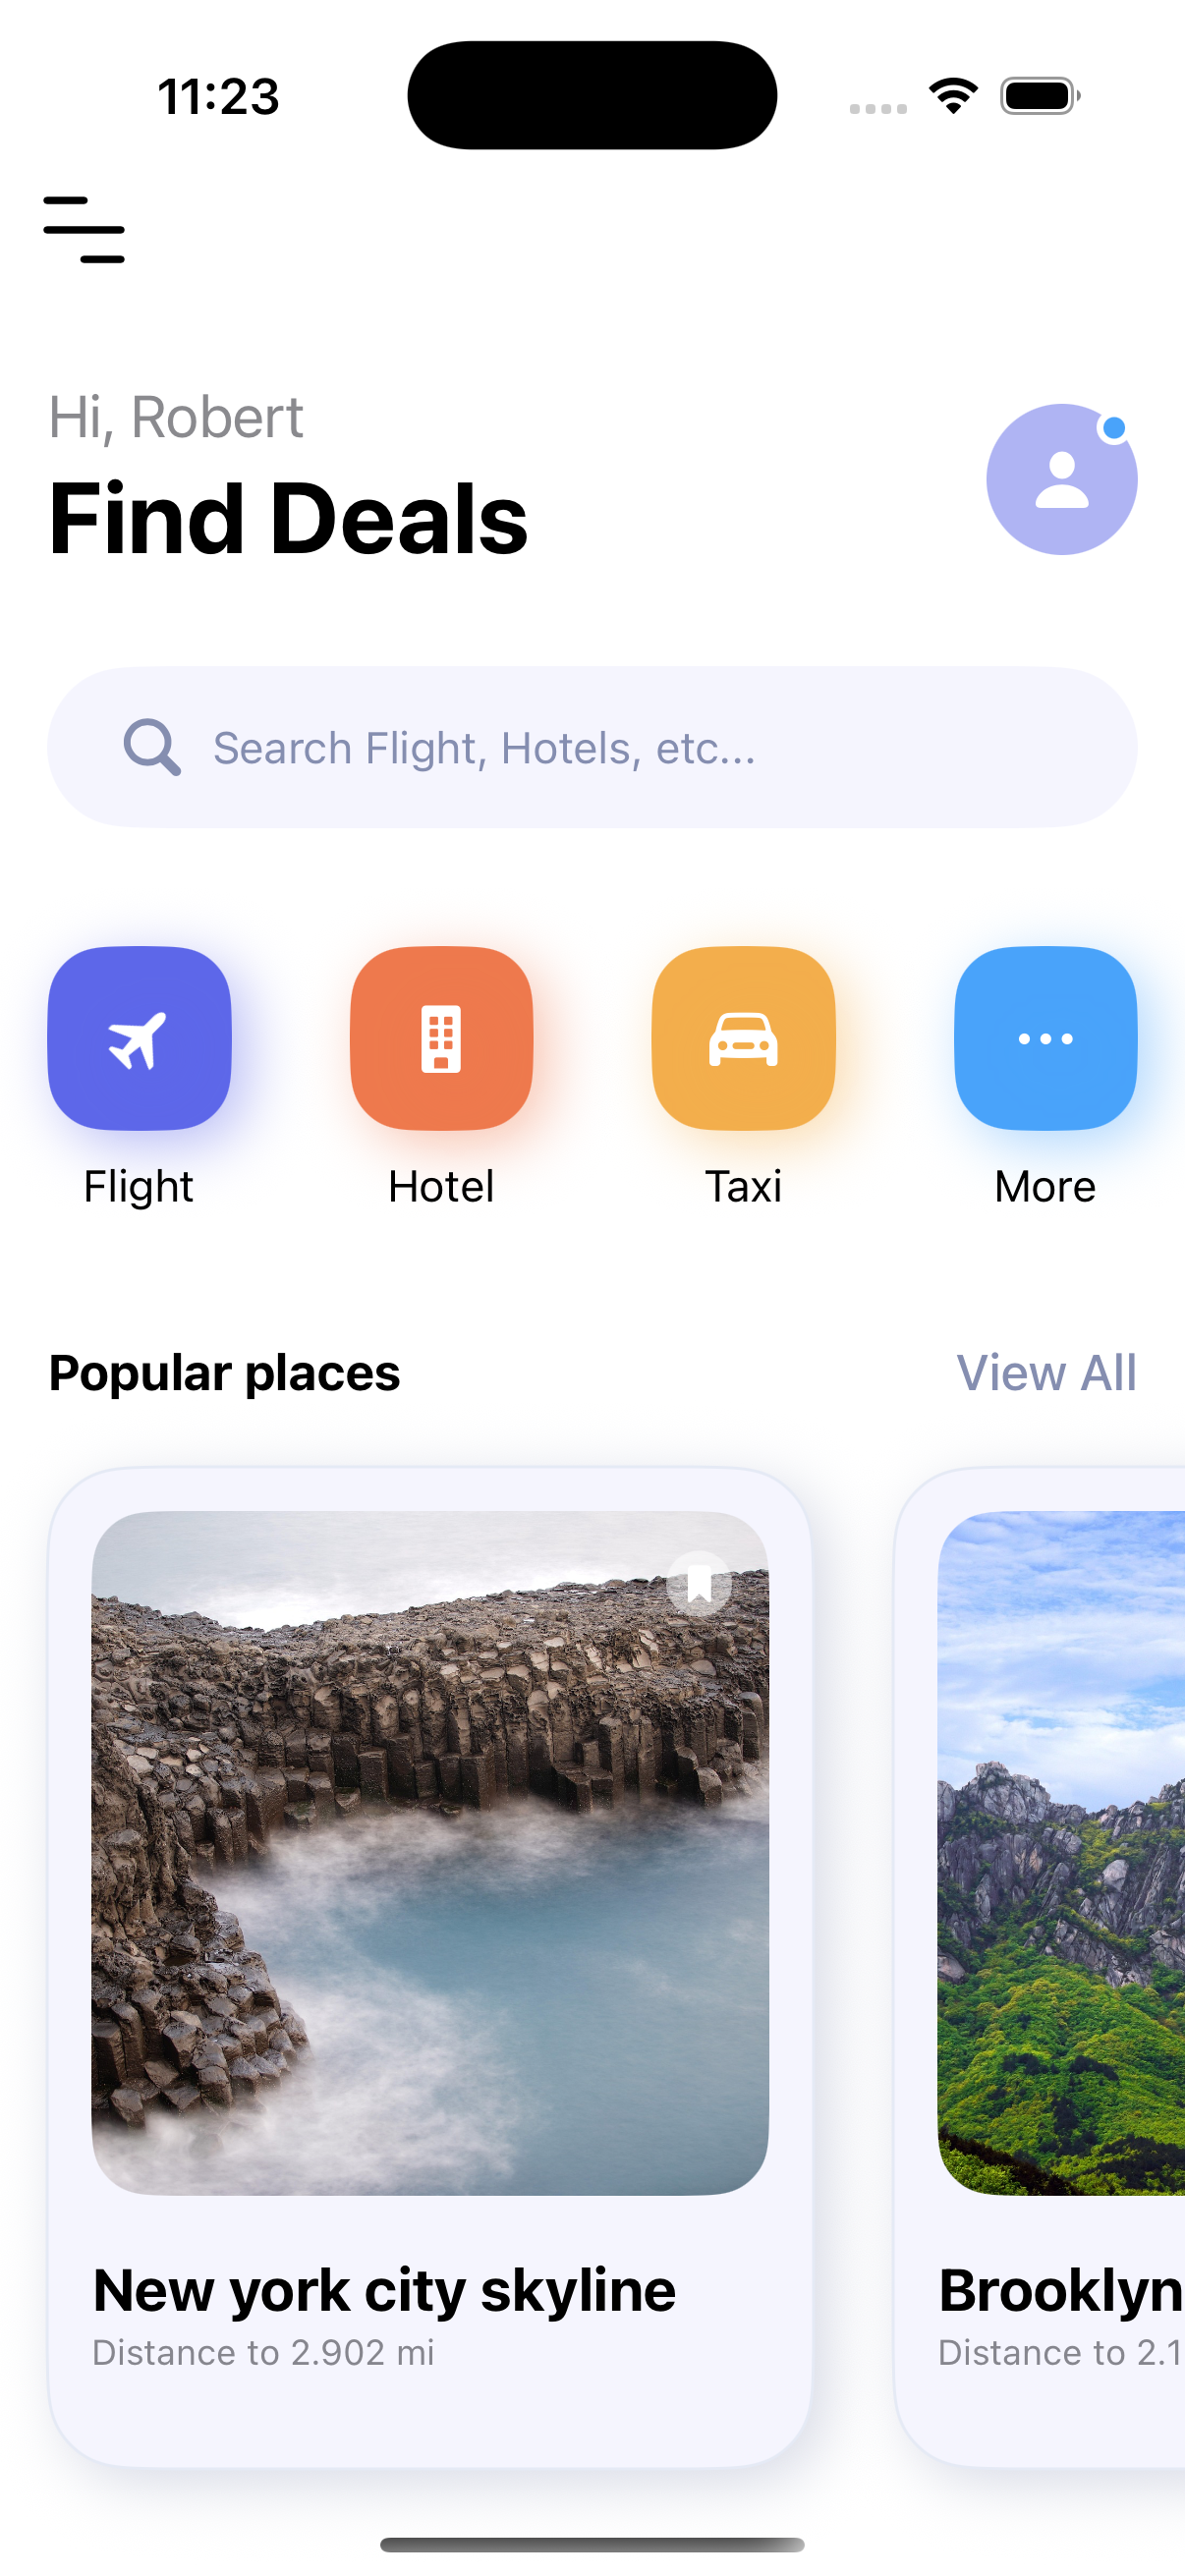 11:23
Hi, Robert
Find Deals
Search Flight, Hotels, etc...
Flight
Hotel
Taxi
More
Popular places
View All
New york city skyline
Brooklyn
Distance to 2.902 mi
Distance to 2.1